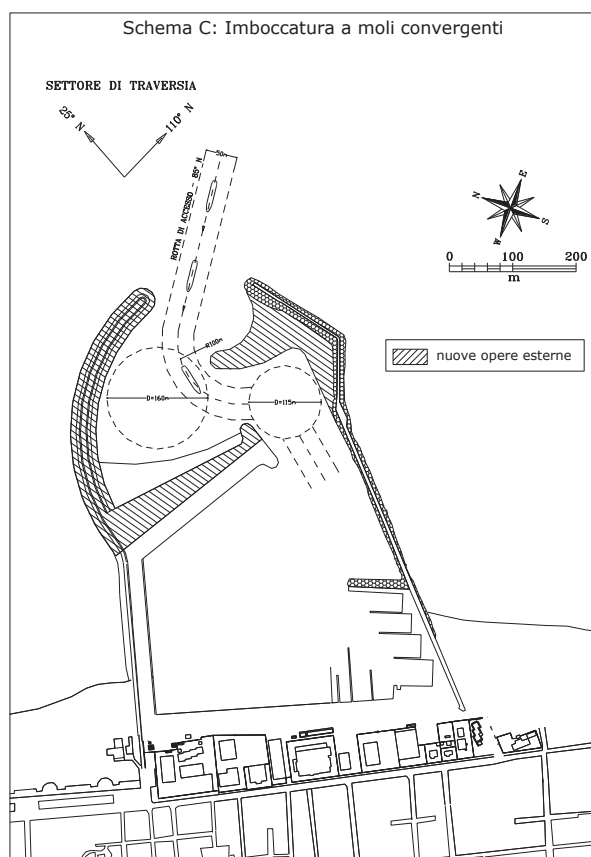 Schema C: Imboccatura a moli convergenti
SETTORE DI TRAVERSIA
25° N
110° N
50m
ROTTA DI ACCESSO 85° N
E
N
S
W
0 100 200
m
R100m
nuove opere esterne
D=160m
D=115m